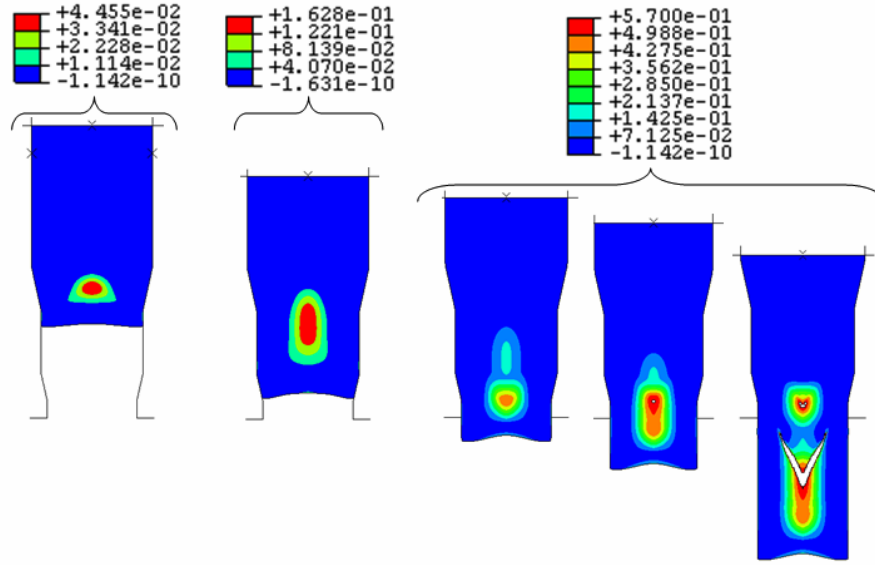 +4.455e-02
+3.341e-02
+2.228e-02
+1.114e-02
-1.142e-10
+1.628e-01
+1.221e-01
+8.139e-02
+4.070e-02
-1.631e-10
+5.700e-01
+4.988e-01
+4.275e-01
+3.562e-01
+2.850e-01
+2.137e-01
+1.425e-01
+7.125e-02
-1.142e-10